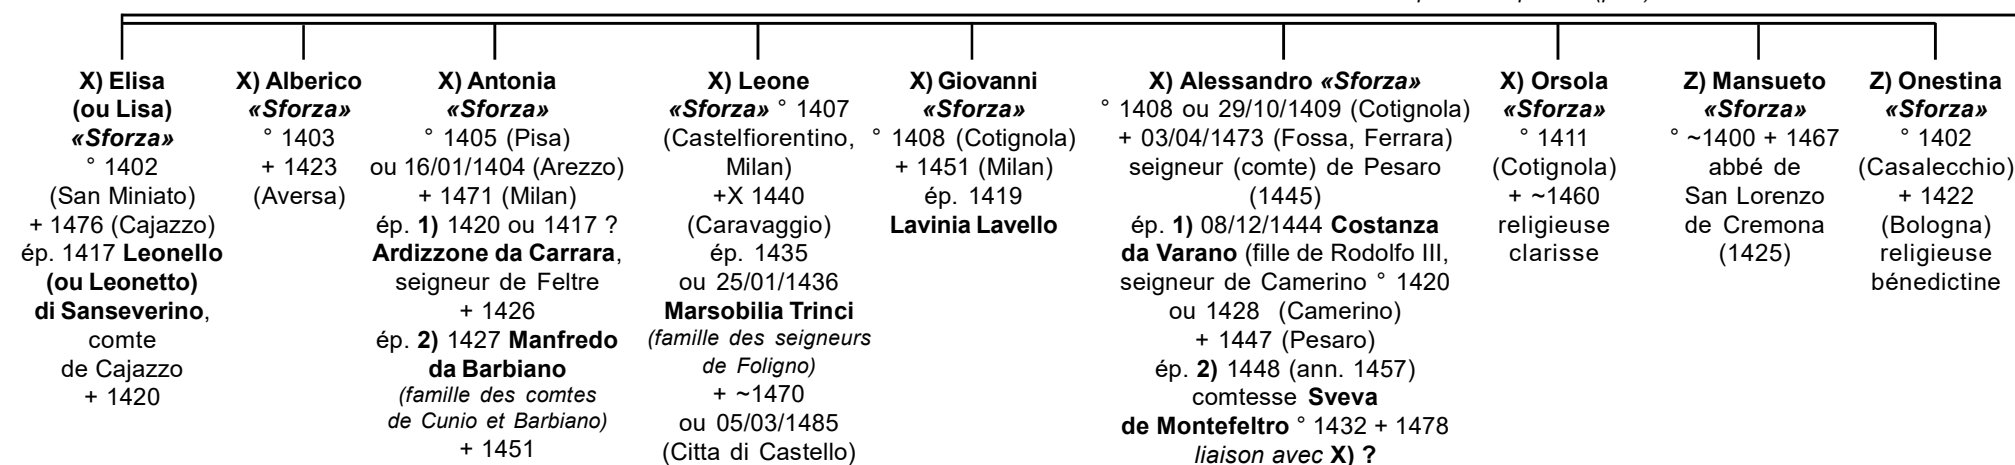 X) Elisa
(ou Lisa)
«Sforza»
° 1402
(San Miniato)
+ 1476 (Cajazzo)
ép. 1417 Leonello
(ou Leonetto)
di Sanseverino,
comte
de Cajazzo
+ 1420
X) Alberico
«Sforza»
° 1403
+ 1423
(Aversa)
X) Antonia
«Sforza»
° 1405 (Pisa)
ou 16/01/1404 (Arezzo)
+ 1471 (Milan)
ép. 1) 1420 ou 1417 ?
Ardizzone da Carrara,
seigneur de Feltre
+ 1426
ép. 2) 1427 Manfredo
da Barbiano
(famille des comtes
de Cunio et Barbiano)
+ 1451
X) Leone
«Sforza» ° 1407
(Castelfiorentino,
Milan)
+X 1440
(Caravaggio)
ép. 1435
ou 25/01/1436
Marsobilia Trinci
(famille des seigneurs
de Foligno)
+ ~1470
ou 05/03/1485
(Citta di Castello)
X) Giovanni
«Sforza»
° 1408 (Cotignola)
+ 1451 (Milan)
ép. 1419
Lavinia Lavello
X) Alessandro «Sforza»
° 1408 ou 29/10/1409 (Cotignola)
+ 03/04/1473 (Fossa, Ferrara)
seigneur (comte) de Pesaro
(1445)
ép. 1) 08/12/1444 Costanza
da Varano (fille de Rodolfo III,
seigneur de Camerino ° 1420
ou 1428 (Camerino)
+ 1447 (Pesaro)
ép. 2) 1448 (ann. 1457)
comtesse Sveva
de Montefeltro ° 1432 + 1478
liaison avec X) ?
X) Orsola
«Sforza»
° 1411
(Cotignola)
+ ~1460
religieuse
clarisse
Z) Mansueto
«Sforza»
° ~1400 + 1467
abbé de
San Lorenzo
de Cremona
(1425)
Z) Onestina
«Sforza»
° 1402
(Casalecchio)
+ 1422
(Bologna)
religieuse
bénedictine